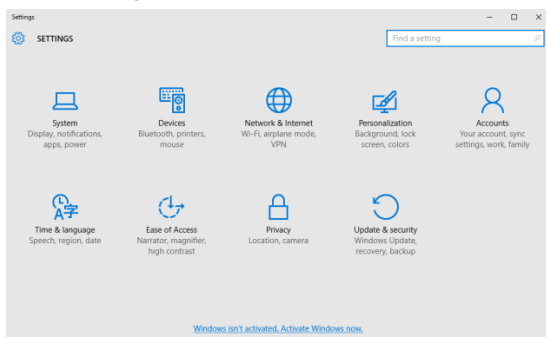 Settings
SETTINGS
Find a setting
System
Display, notifications,
apps, power
Devices
Bluetooth, printers,
mouse
Network & Internet
Wi-Fi, airplane mode,
VPN
Personalization
Background, lock
screen, colors
Accounts
Your account, sync
settings, work, family
Time & language
Speech, region, date
Ease of Access
Narrator, magnifier,
high contrast
Privacy
Location, camera
Update & security
Windows Update,
recovery, backup
Windows isn't activated. Activate Windows now.